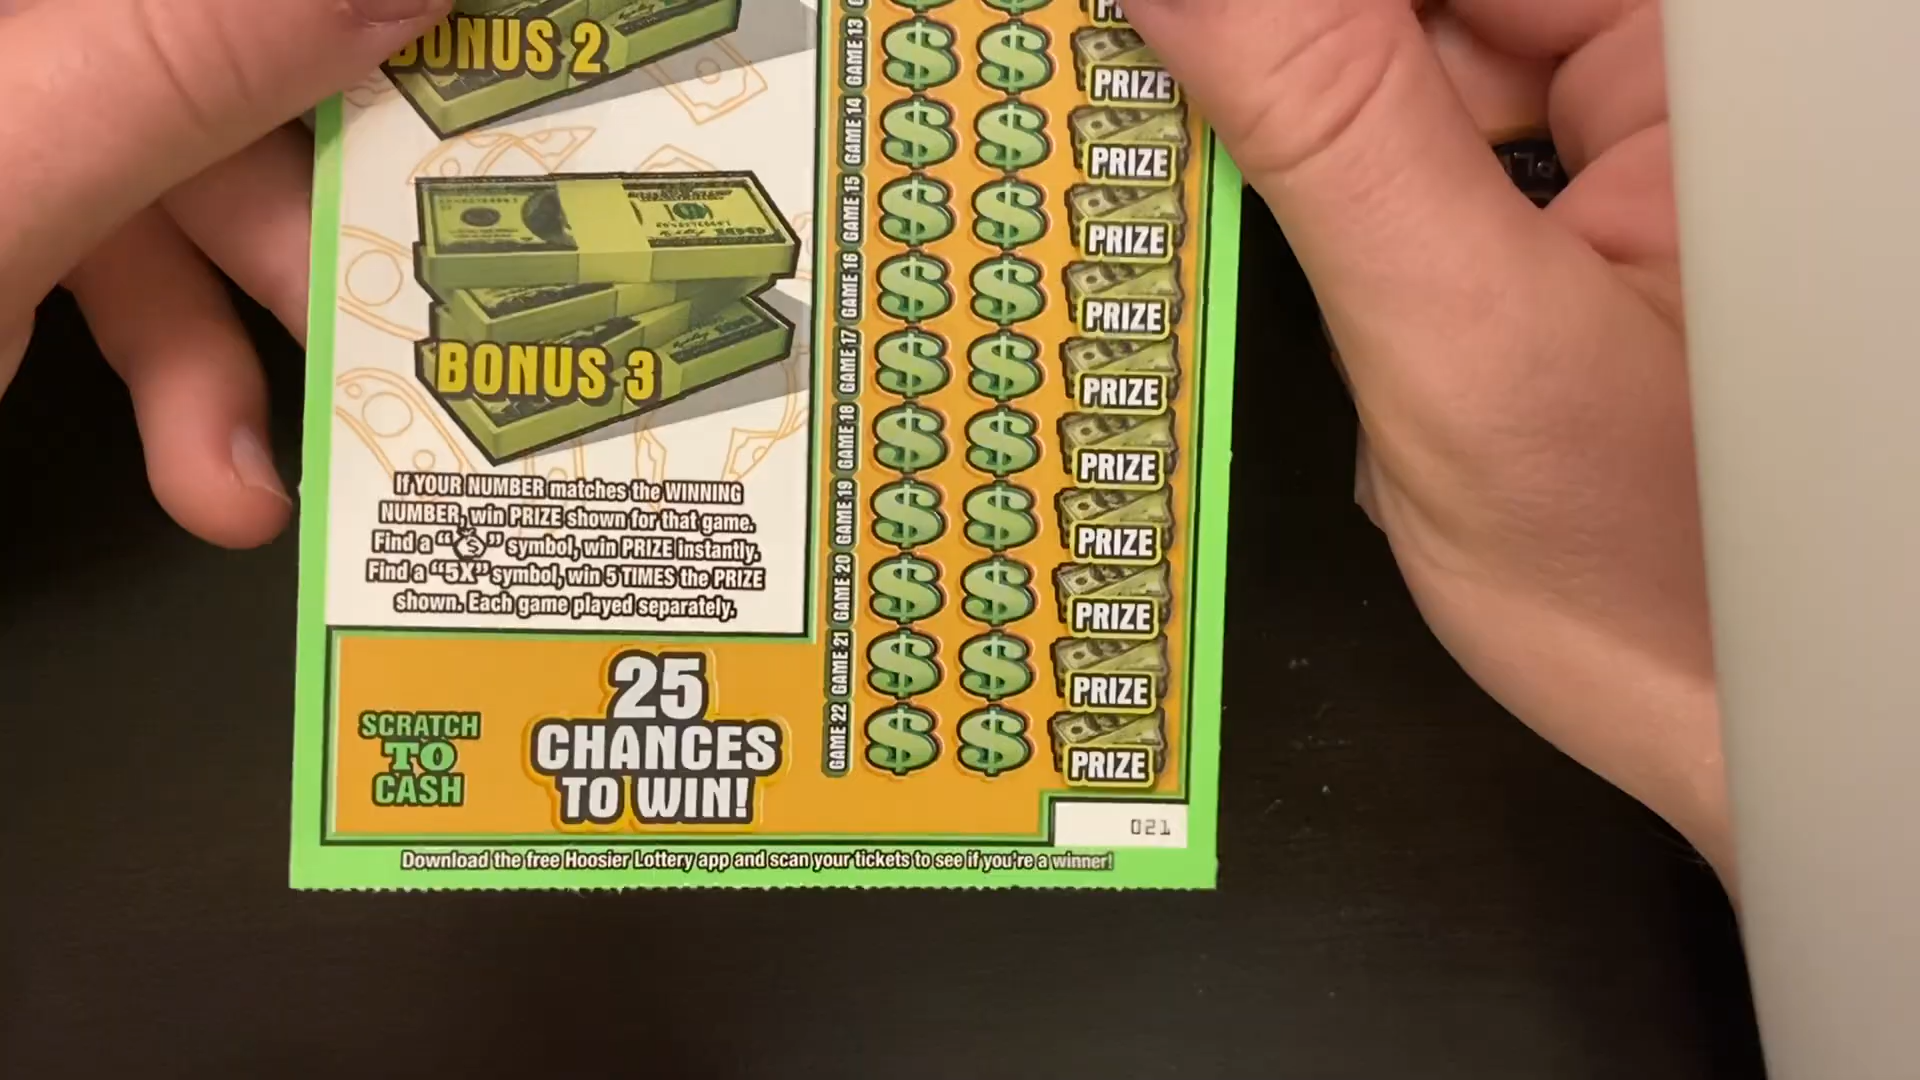 BONUS 2
BONUS 3
If YOUR NUMBER matches the WINNING
NUMBER, win PRIZE shown for that game.
Find a "$" symbol, win PRIZE instantly.
Find a "5X" symbol, win 5 TIMES the PRIZE
shown. Each game played separately.
SCRATCH
TO
CASH
25
CHANCES
TO WIN!
GAME 13 $ $ PRIZE
GAME 14 $ $ PRIZE
GAME 15 $ $ PRIZE
GAME 16 $ $ PRIZE
GAME 17 $ $ PRIZE
GAME 18 $ $ PRIZE
GAME 19 $ $ PRIZE
GAME 20 $ $ PRIZE
GAME 21 $ $ PRIZE
GAME 22 $ $ PRIZE
021
Download the free Hoosier Lottery app and scan your tickets to see if you're a winner!